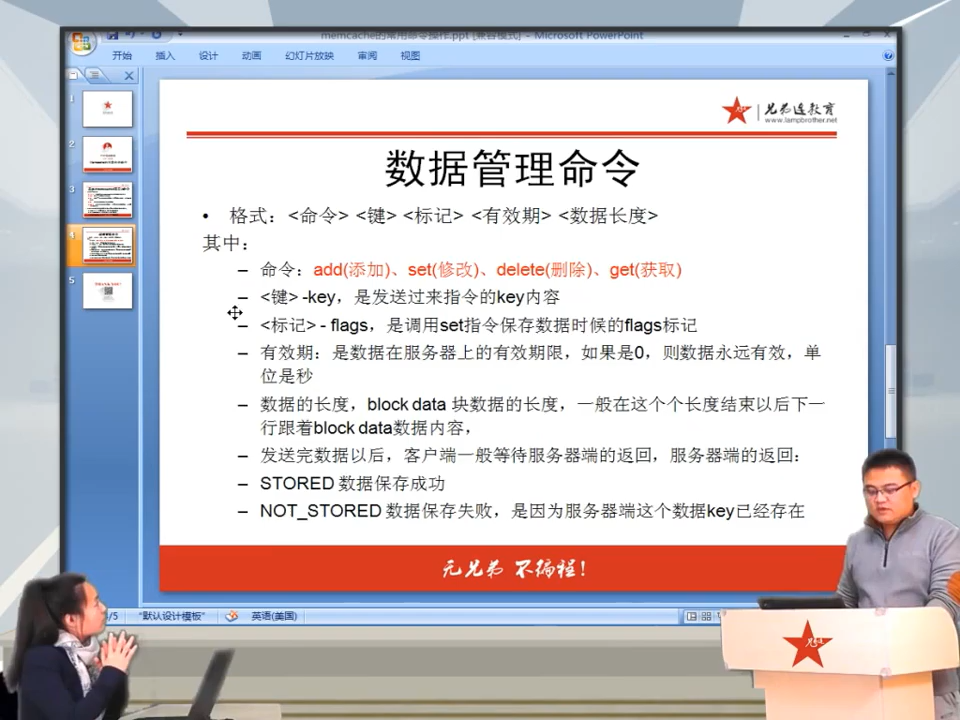 memcache的常用命令操作.ppt [兼容模式] - Microsoft PowerPoint
开始 插入 设计 动画 幻灯片放映 审阅 视图
兄弟连教育
www.lampbrother.net
1
2
3
4
5
数据管理命令
• 格式：<命令> <键> <标记> <有效期> <数据长度>
其中：
– 命令：add(添加)、set(修改)、delete(删除)、get(获取)
– <键> -key，是发送过来指令的key内容
– <标记> - flags，是调用set指令保存数据时候的flags标记
– 有效期：是数据在服务器上的有效期限，如果是0，则数据永远有效，单
位是秒
– 数据的长度，block data 块数据的长度，一般在这个个长度结束以后下一
行跟着block data数据内容，
– 发送完数据以后，客户端一般等待服务器端的返回，服务器端的返回：
– STORED 数据保存成功
– NOT_STORED 数据保存失败，是因为服务器端这个数据key已经存在
无兄弟 不编程！
/5 "默认设计模板" 英语(美国)